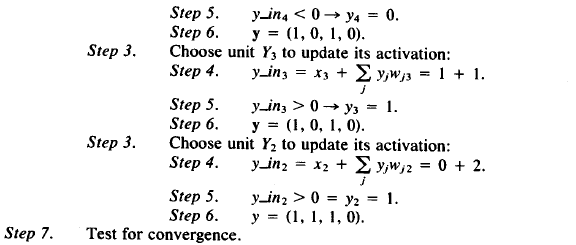 Step 5. y_in₄ < 0 → y₄ = 0.
Step 6. y = (1, 0, 1, 0).
Step 3. Choose unit Y₃ to update its activation:
Step 4. y_in₃ = x₃ + ∑ⱼ yⱼwⱼ₃ = 1 + 1.
Step 5. y_in₃ > 0 → y₃ = 1.
Step 6. y = (1, 0, 1, 0).
Step 3. Choose unit Y₂ to update its activation:
Step 4. y_in₂ = x₂ + ∑ⱼ yⱼwⱼ₂ = 0 + 2.
Step 5. y_in₂ > 0 = y₂ = 1.
Step 6. y = (1, 1, 1, 0).
Step 7. Test for convergence.